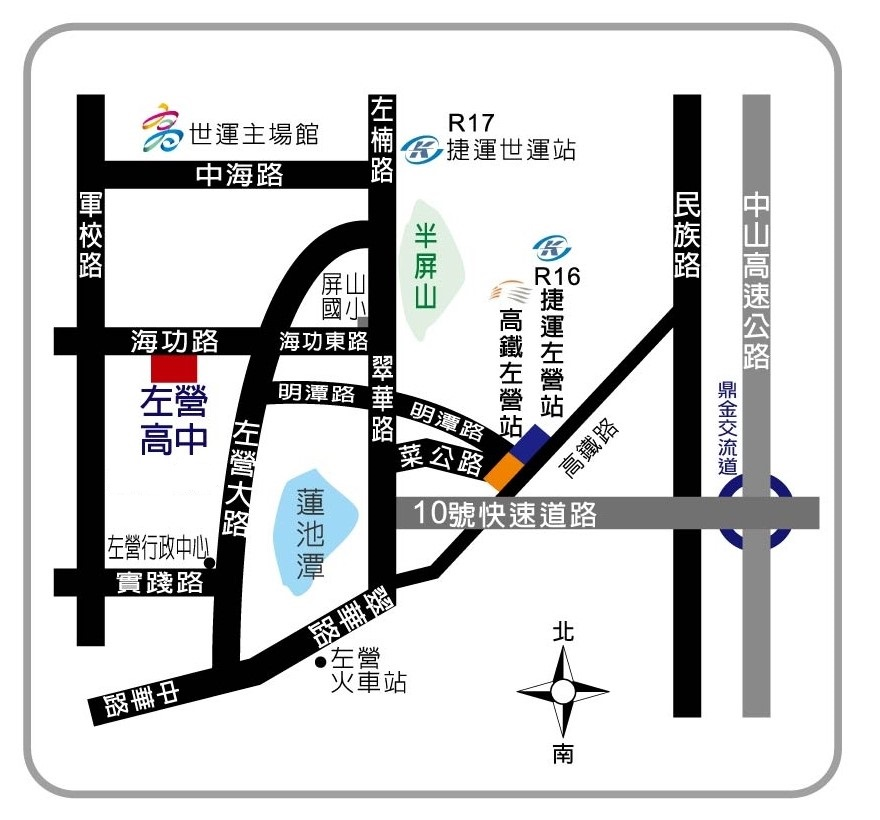 世運主場館
中海路
左楠路
R17
捷運世運站
軍校路
民族路
中山高速公路
半屏山
R16
捷運左營站
高鐵左營站
屏山
國小
海功路
海功東路
翠華路
左營
高中
明潭路
明潭路
菜公路
高鐵路
鼎金交流道
左營大路
蓮池潭
10號快速道路
左營行政中心
實踐路
翠華路
左營
火車站
中華路
北
南